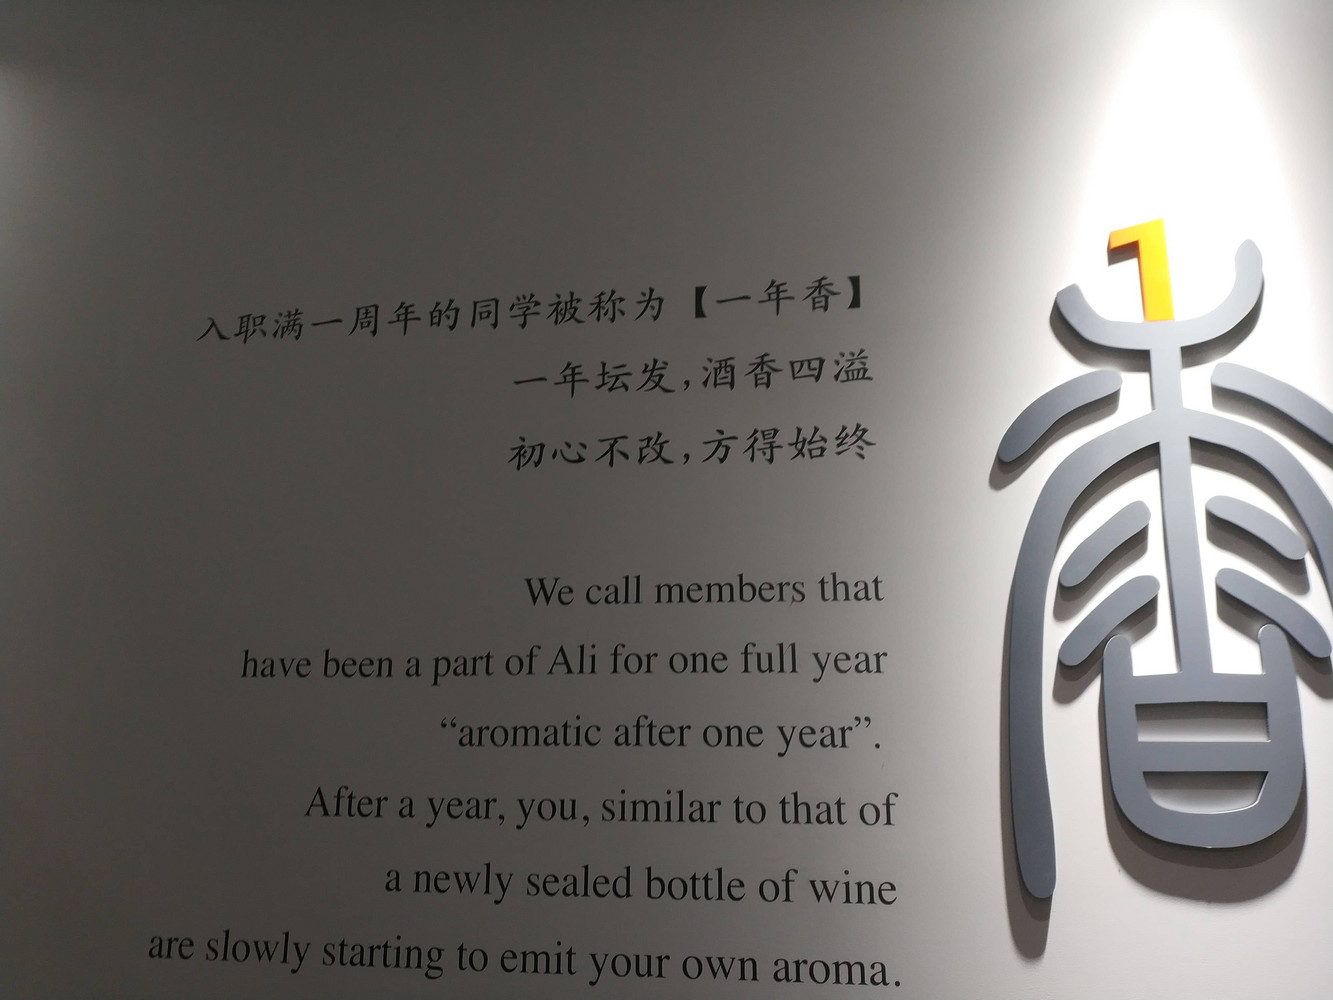 入职满一周年的同学被称为【一年香】
一年坛发,酒香四溢
初心不改,方得始终
We call members that
have been a part of Ali for one full year
“aromatic after one year”.
After a year, you, similar to that of
a newly sealed bottle of wine
are slowly starting to emit your own aroma.
1
香